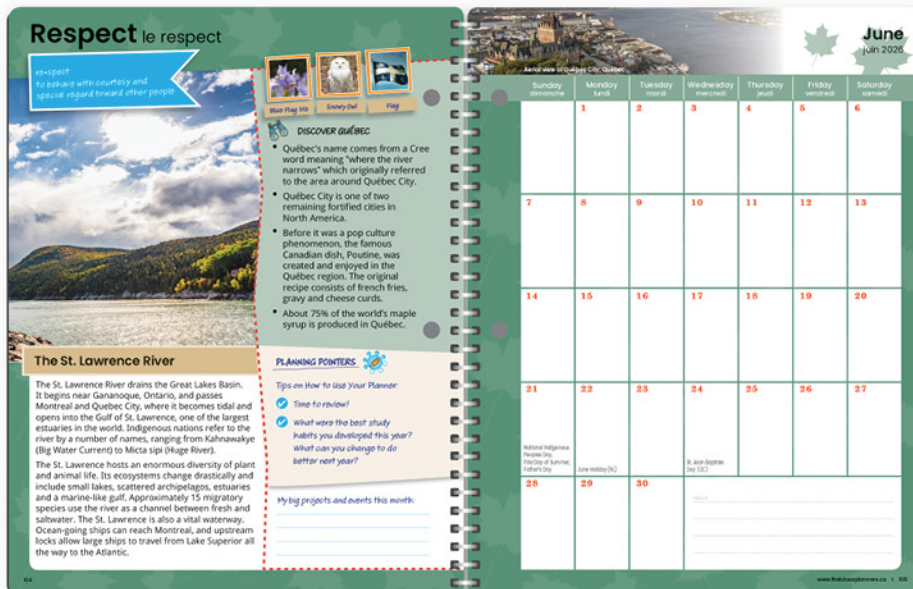 Respect le respect
re•spect
to behave with courtesy and
special regard toward other people
Blue Flag Iris
Snowy Owl
Flag
DISCOVER QUÉBEC
• Québec's name comes from a Cree
word meaning "where the river
narrows" which originally referred
to the area around Québec City.
• Québec City is one of two
remaining fortified cities in
North America.
• Before it was a pop culture
phenomenon, the famous
Canadian dish, Poutine, was
created and enjoyed in the
Québec region. The original
recipe consists of french fries,
gravy and cheese curds.
• About 75% of the world's maple
syrup is produced in Québec.
The St. Lawrence River
The St. Lawrence River drains the Great Lakes Basin.
It begins near Gananoque, Ontario, and passes
Montreal and Quebec City, where it becomes tidal and
opens into the Gulf of St. Lawrence, one of the largest
estuaries in the world. Indigenous nations refer to the
river by a number of names, ranging from Kahnawakye
(Big Water Current) to Micta sipi (Huge River).
The St. Lawrence hosts an enormous diversity of plant
and animal life. Its ecosystems change drastically and
include small lakes, scattered archipelagos, estuaries
and a marine-like gulf. Approximately 15 migratory
species use the river as a channel between fresh and
saltwater. The St. Lawrence is also a vital waterway.
Ocean-going ships can reach Montreal, and upstream
locks allow large ships to travel from Lake Superior all
the way to the Atlantic.
PLANNING POINTERS
Tips on How to Use Your Planner:
Time to review!
What were the best study
habits you developed this year?
What can you change to do
better next year?
My big projects and events this month:
104
Aerial view of Québec City, Québec
June
juin 2026
Sunday Monday Tuesday Wednesday Thursday Friday Saturday
dimanche lundi mardi mercredi jeudi vendredi samedi
1 2 3 4 5 6
7 8 9 10 11 12 13
14 15 16 17 18 19 20
21 22 23 24 25 26 27
National Indigenous
Peoples Day,
First Day of Summer,
Father's Day
June Holiday (NL)
St. Jean Baptiste
Day (QC)
28 29 30
105